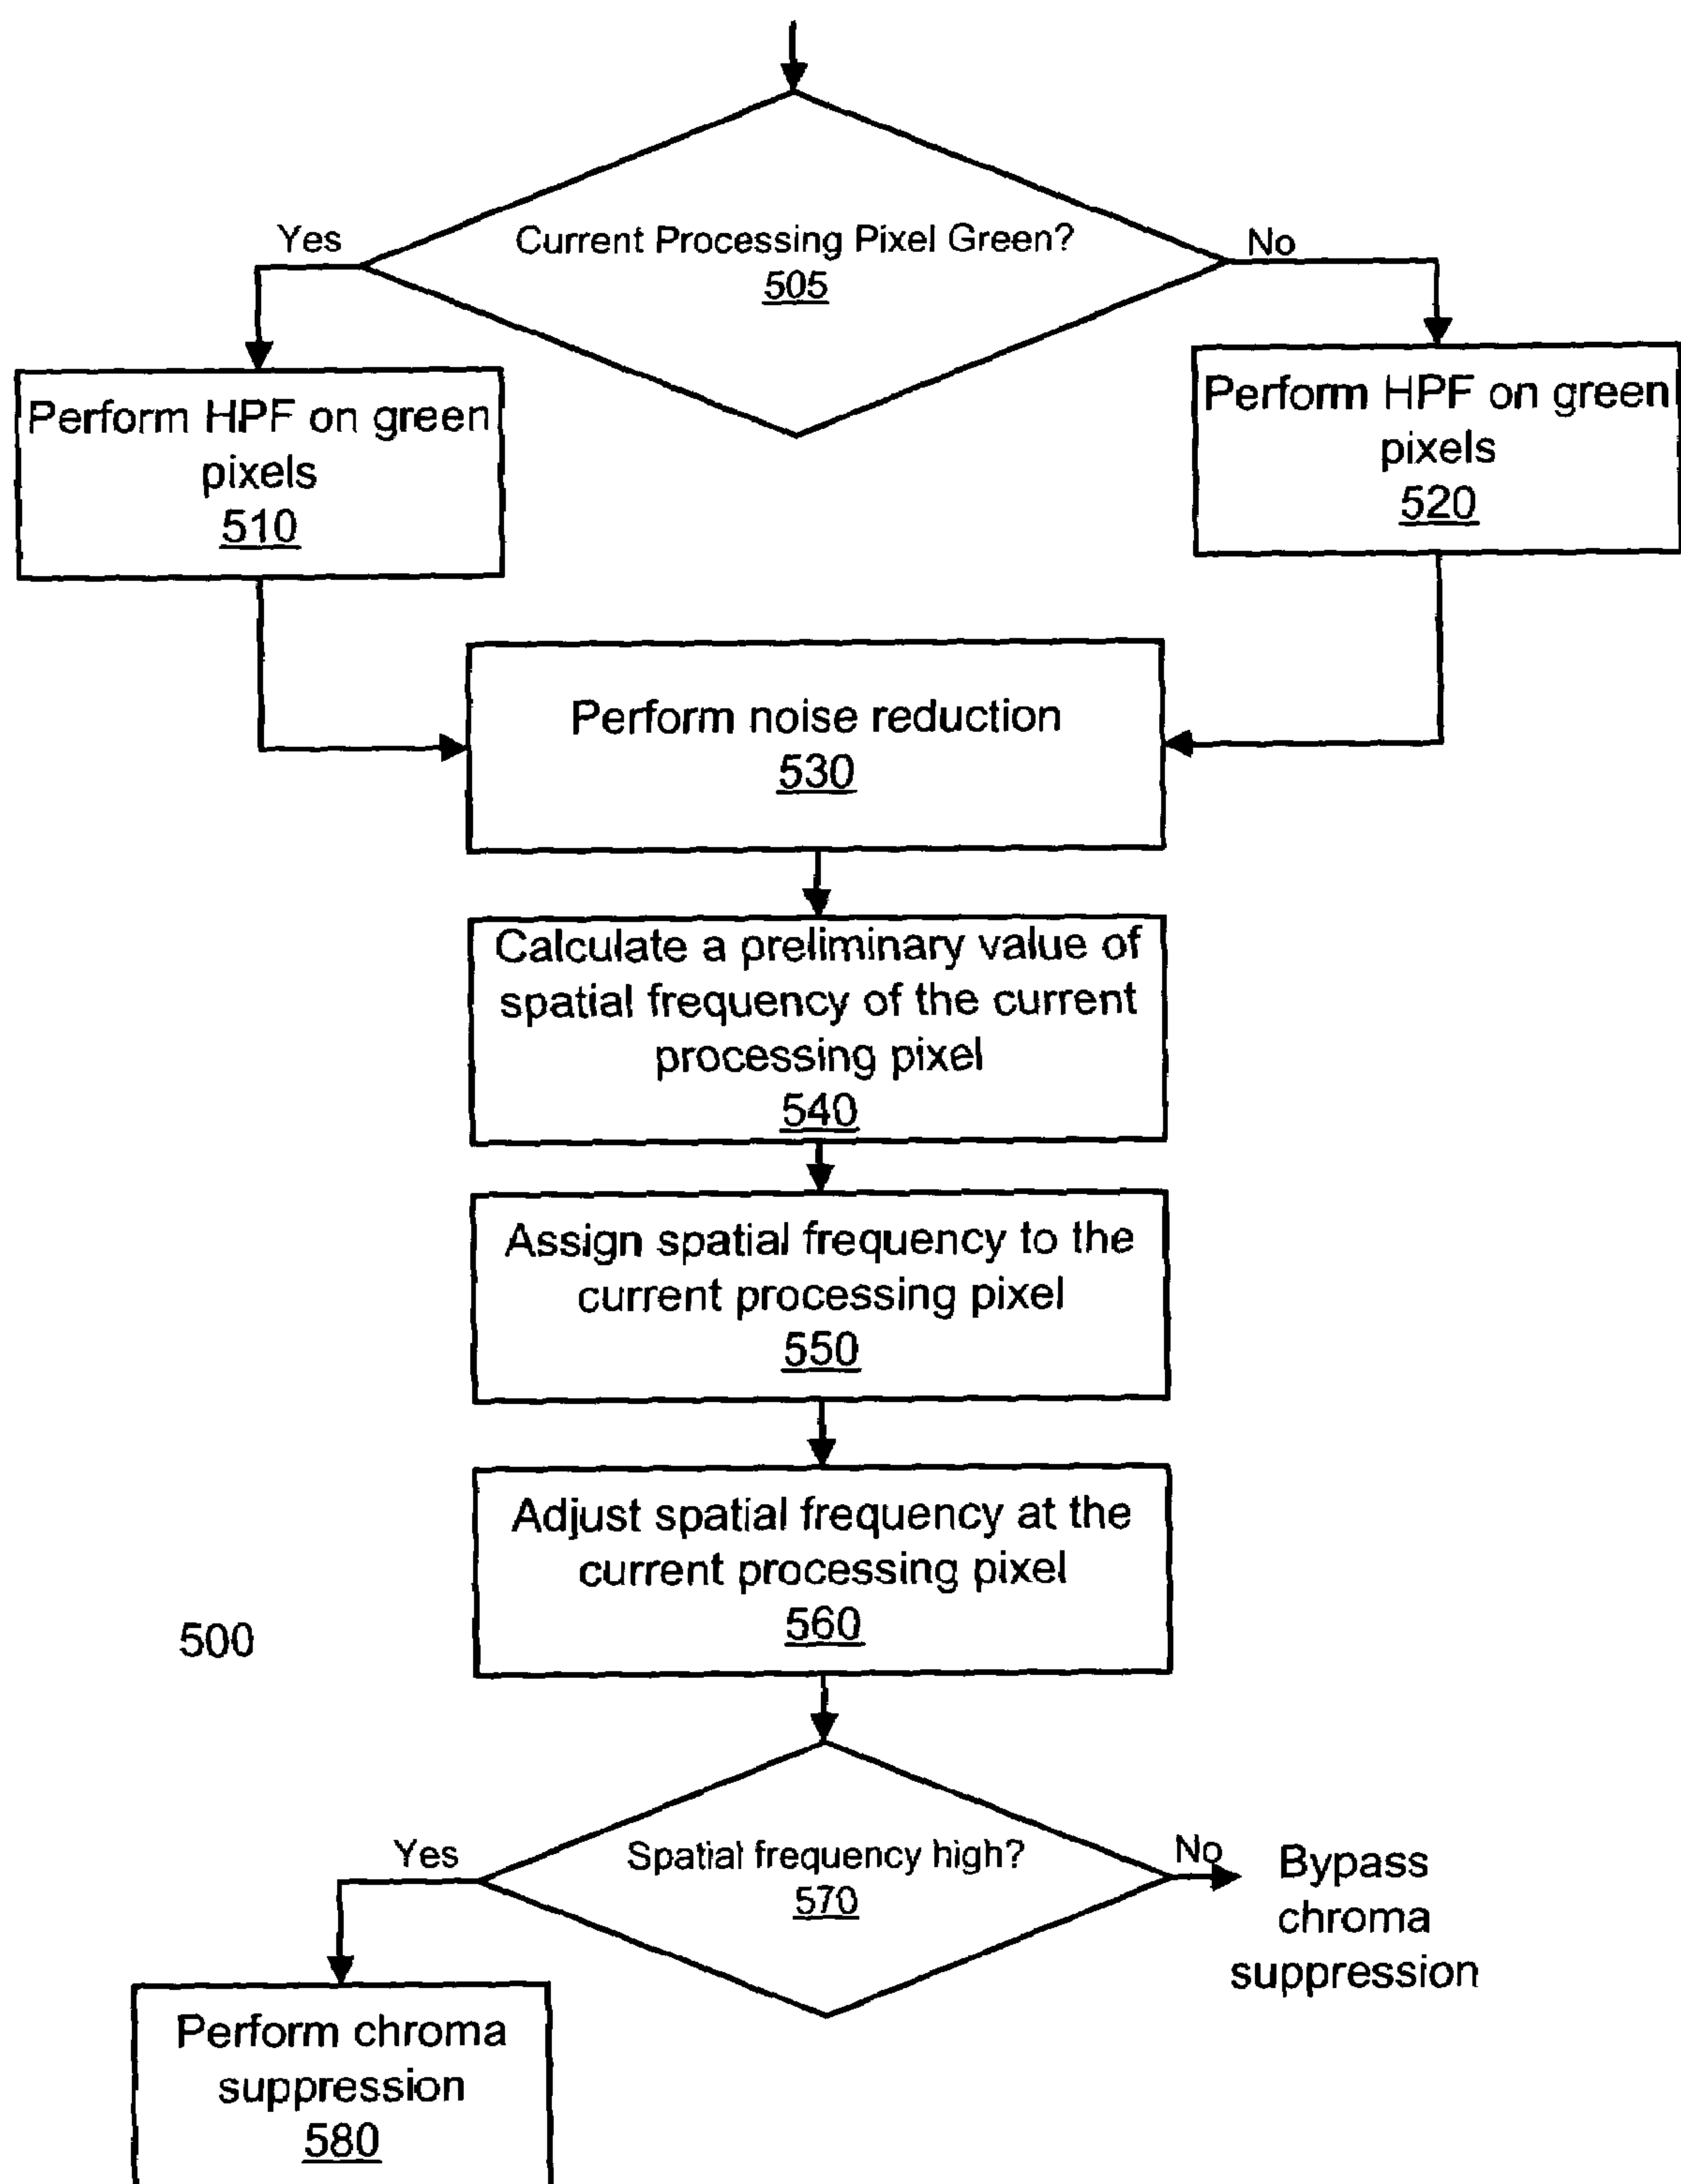 Current Processing Pixel Green?
505
Yes
No
Perform HPF on green
pixels
510
Perform HPF on green
pixels
520
Perform noise reduction
530
Calculate a preliminary value of
spatial frequency of the current
processing pixel
540
Assign spatial frequency to the
current processing pixel
550
Adjust spatial frequency at the
current processing pixel
560
500
Spatial frequency high?
570
Yes
No
Bypass
chroma
suppression
Perform chroma
suppression
580